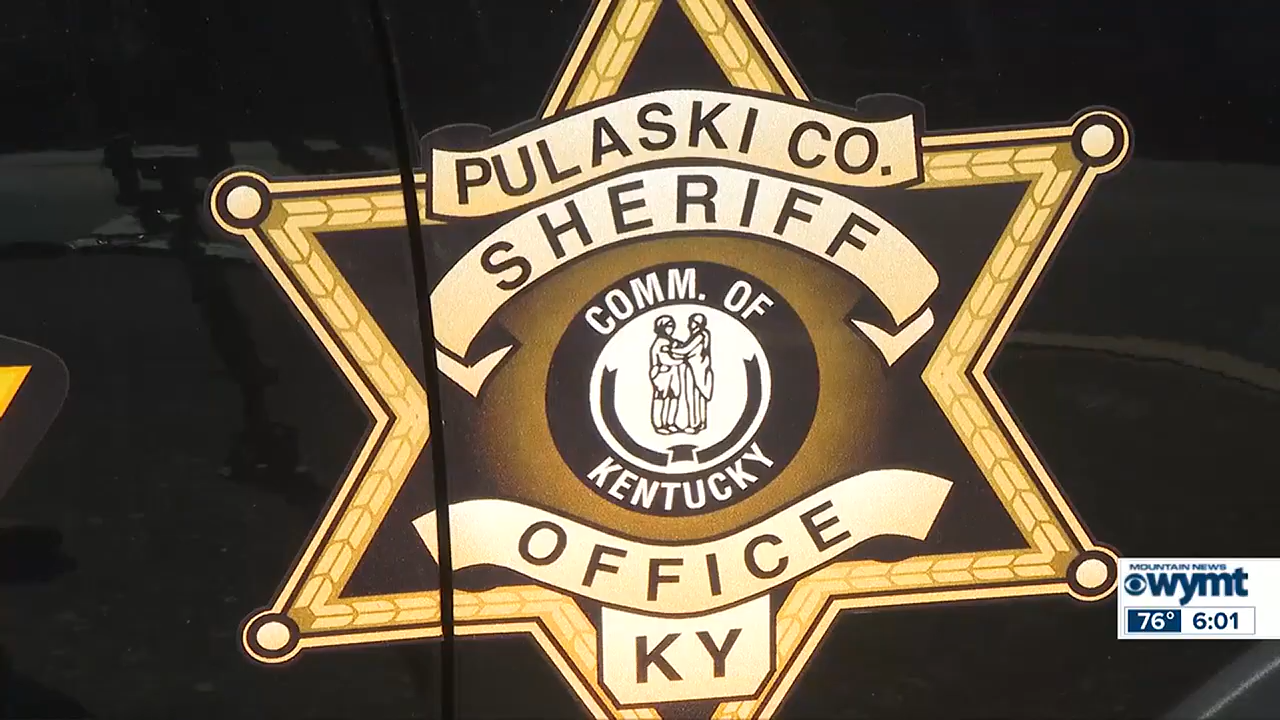 PULASKI CO.
SHERIFF
COMM. OF
KENTUCKY
OFFICE
KY
MOUNTAIN NEWS
wymt
76° 6:01